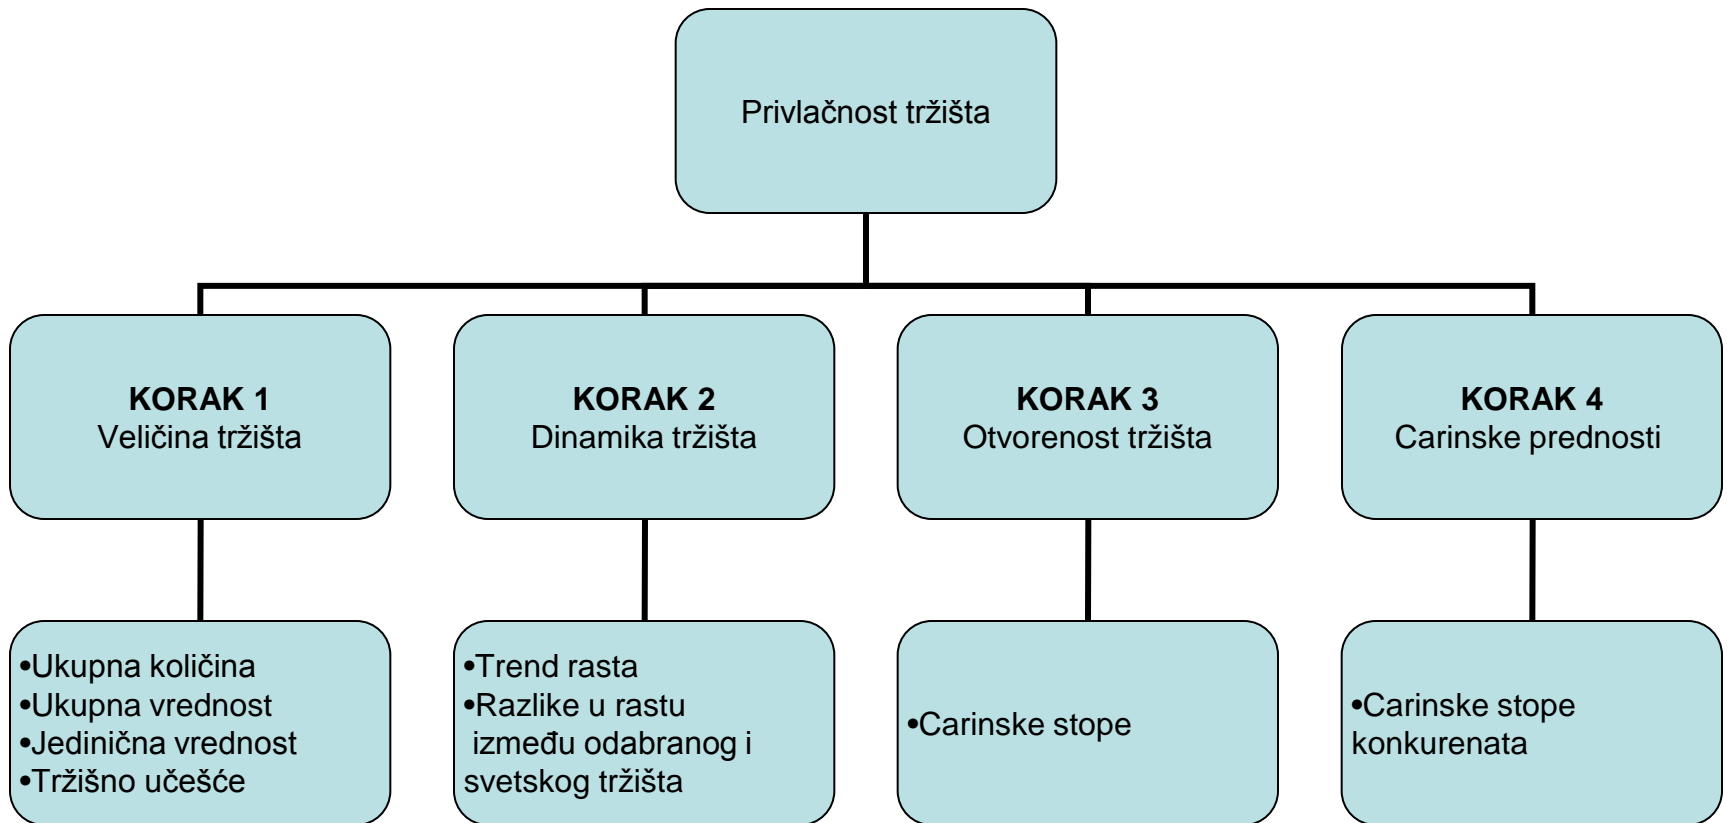 Privlačnost tržišta
KORAK 1
Veličina tržišta
KORAK 2
Dinamika tržišta
KORAK 3
Otvorenost tržišta
KORAK 4
Carinske prednosti
•Ukupna količina
•Ukupna vrednost
•Jedinična vrednost
•Tržišno učešće
•Trend rasta
•Razlike u rastu
između odabranog i
svetskog tržišta
•Carinske stope
•Carinske stope
konkurenata